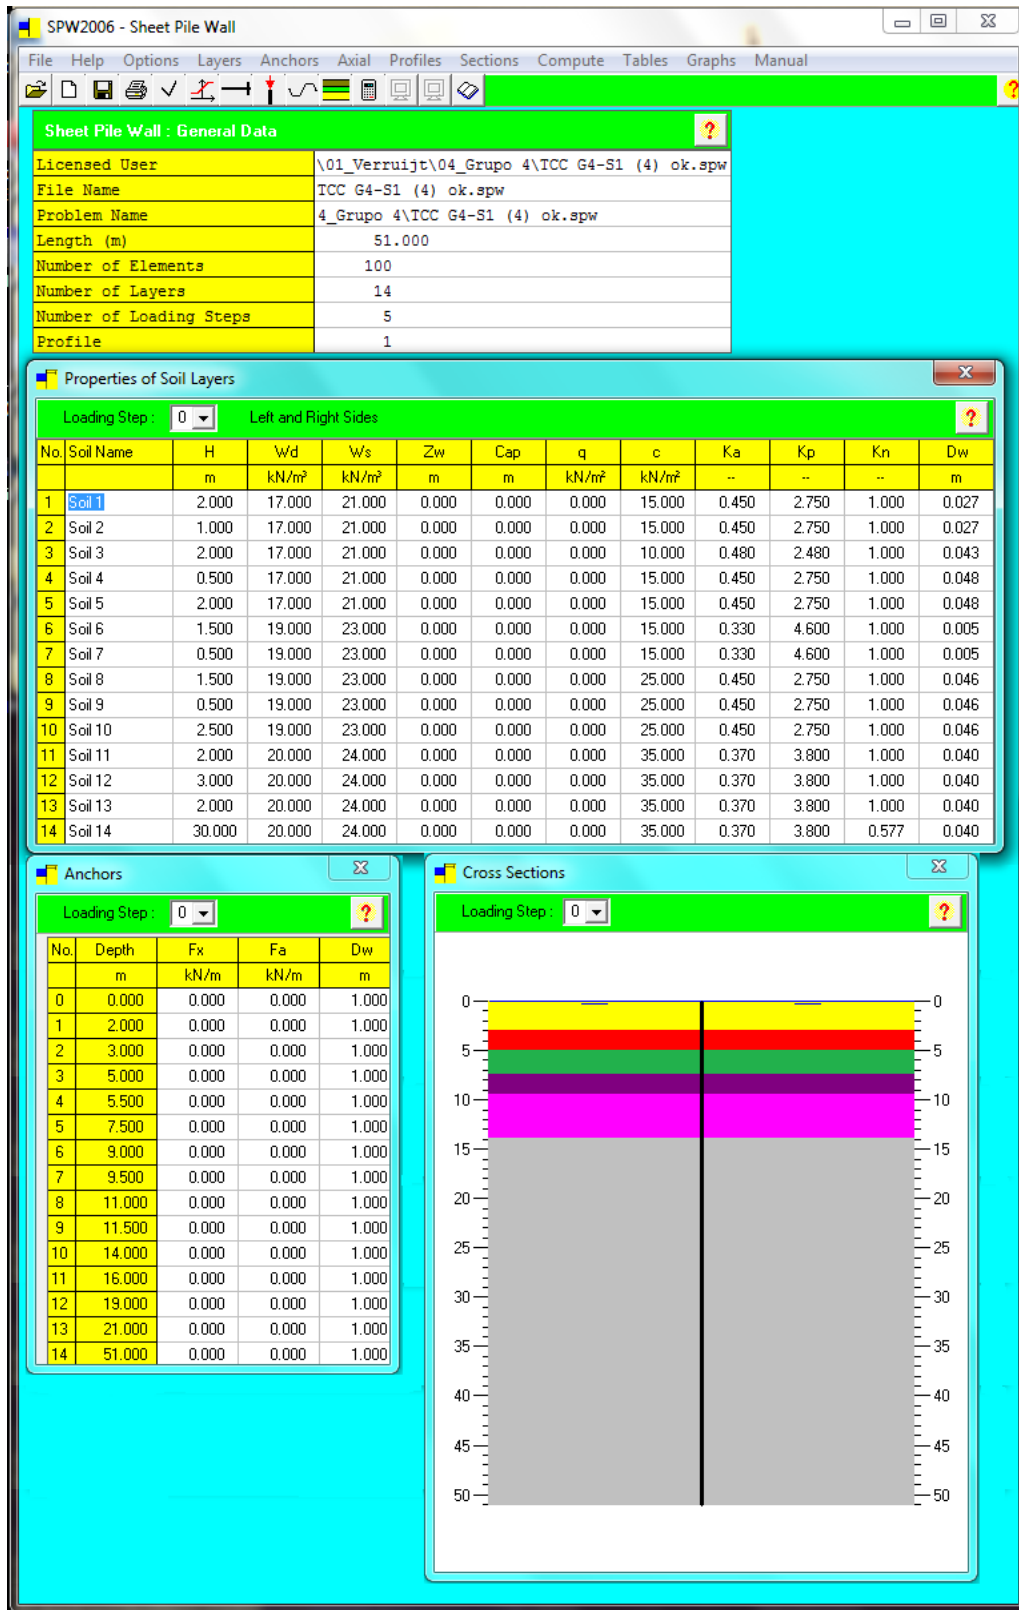 SPW2006 - Sheet Pile Wall
File Help Options Layers Anchors Axial Profiles Sections Compute Tables Graphs Manual
Sheet Pile Wall : General Data ?
Licensed User \01_Verruijt\04_Grupo 4\TCC G4-S1 (4) ok.spw
File Name TCC G4-S1 (4) ok.spw
Problem Name 4_Grupo 4\TCC G4-S1 (4) ok.spw
Length (m) 51.000
Number of Elements 100
Number of Layers 14
Number of Loading Steps 5
Profile 1
Properties of Soil Layers
Loading Step : 0 Left and Right Sides ?
No. Soil Name H Wd Ws Zw Cap q c Ka Kp Kn Dw
m kN/m³ kN/m³ m m kN/m² kN/m² -- -- -- m
1 Soil 1 2.000 17.000 21.000 0.000 0.000 0.000 15.000 0.450 2.750 1.000 0.027
2 Soil 2 1.000 17.000 21.000 0.000 0.000 0.000 15.000 0.450 2.750 1.000 0.027
3 Soil 3 2.000 17.000 21.000 0.000 0.000 0.000 10.000 0.480 2.480 1.000 0.043
4 Soil 4 0.500 17.000 21.000 0.000 0.000 0.000 15.000 0.450 2.750 1.000 0.048
5 Soil 5 2.000 17.000 21.000 0.000 0.000 0.000 15.000 0.450 2.750 1.000 0.048
6 Soil 6 1.500 19.000 23.000 0.000 0.000 0.000 15.000 0.330 4.600 1.000 0.005
7 Soil 7 0.500 19.000 23.000 0.000 0.000 0.000 15.000 0.330 4.600 1.000 0.005
8 Soil 8 1.500 19.000 23.000 0.000 0.000 0.000 25.000 0.450 2.750 1.000 0.046
9 Soil 9 0.500 19.000 23.000 0.000 0.000 0.000 25.000 0.450 2.750 1.000 0.046
10 Soil 10 2.500 19.000 23.000 0.000 0.000 0.000 25.000 0.450 2.750 1.000 0.046
11 Soil 11 2.000 20.000 24.000 0.000 0.000 0.000 35.000 0.370 3.800 1.000 0.040
12 Soil 12 3.000 20.000 24.000 0.000 0.000 0.000 35.000 0.370 3.800 1.000 0.040
13 Soil 13 2.000 20.000 24.000 0.000 0.000 0.000 35.000 0.370 3.800 1.000 0.040
14 Soil 14 30.000 20.000 24.000 0.000 0.000 0.000 35.000 0.370 3.800 0.577 0.040
Anchors
Loading Step : 0 ?
No. Depth Fx Fa Dw
m kN/m kN/m m
0 0.000 0.000 0.000 1.000
1 2.000 0.000 0.000 1.000
2 3.000 0.000 0.000 1.000
3 5.000 0.000 0.000 1.000
4 5.500 0.000 0.000 1.000
5 7.500 0.000 0.000 1.000
6 9.000 0.000 0.000 1.000
7 9.500 0.000 0.000 1.000
8 11.000 0.000 0.000 1.000
9 11.500 0.000 0.000 1.000
10 14.000 0.000 0.000 1.000
11 16.000 0.000 0.000 1.000
12 19.000 0.000 0.000 1.000
13 21.000 0.000 0.000 1.000
14 51.000 0.000 0.000 1.000
Cross Sections
Loading Step : 0 ?
0 0
5 5
10 10
15 15
20 20
25 25
30 30
35 35
40 40
45 45
50 50